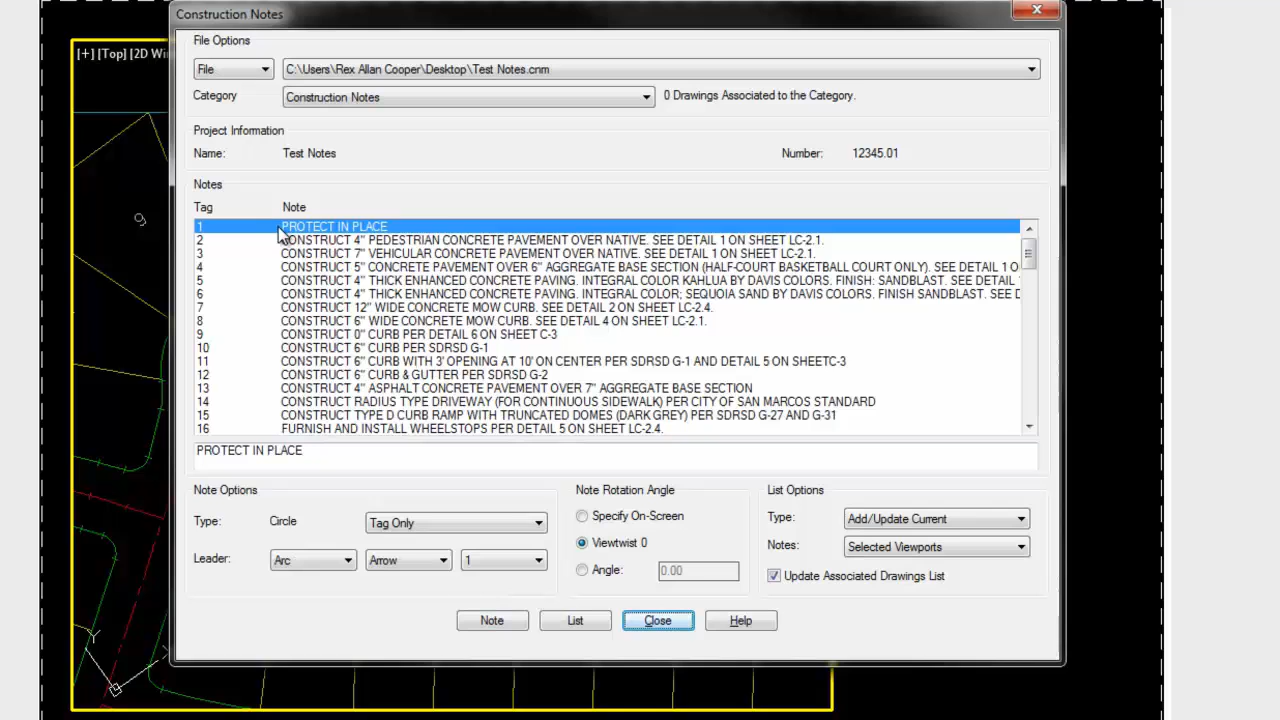 Construction Notes
File Options
File C:\Users\Rex Allan Cooper\Desktop\Test Notes.cnm
Category Construction Notes 0 Drawings Associated to the Category.
Project Information
Name: Test Notes Number: 12345.01
Notes
Tag Note
1 PROTECT IN PLACE
2 CONSTRUCT 4" PEDESTRIAN CONCRETE PAVEMENT OVER NATIVE. SEE DETAIL 1 ON SHEET LC-2.1.
3 CONSTRUCT 7" VEHICULAR CONCRETE PAVEMENT OVER NATIVE. SEE DETAIL 1 ON SHEET LC-2.1.
4 CONSTRUCT 5" CONCRETE PAVEMENT OVER 6" AGGREGATE BASE SECTION (HALF-COURT BASKETBALL COURT ONLY). SEE DETAIL 1 O
5 CONSTRUCT 4" THICK ENHANCED CONCRETE PAVING. INTEGRAL COLOR KAHLUA BY DAVIS COLORS. FINISH: SANDBLAST. SEE DETAIL
6 CONSTRUCT 4" THICK ENHANCED CONCRETE PAVING. INTEGRAL COLOR; SEQUOIA SAND BY DAVIS COLORS. FINISH SANDBLAST. SEE D
7 CONSTRUCT 12" WIDE CONCRETE MOW CURB. SEE DETAIL 2 ON SHEET LC-2.4.
8 CONSTRUCT 6" WIDE CONCRETE MOW CURB. SEE DETAIL 4 ON SHEET LC-2.1.
9 CONSTRUCT 0" CURB PER DETAIL 6 ON SHEET C-3
10 CONSTRUCT 6" CURB PER SDRSD G-1
11 CONSTRUCT 6" CURB WITH 3' OPENING AT 10' ON CENTER PER SDRSD G-1 AND DETAIL 5 ON SHEETC-3
12 CONSTRUCT 6" CURB & GUTTER PER SDRSD G-2
13 CONSTRUCT 4" ASPHALT CONCRETE PAVEMENT OVER 7" AGGREGATE BASE SECTION
14 CONSTRUCT RADIUS TYPE DRIVEWAY (FOR CONTINUOUS SIDEWALK) PER CITY OF SAN MARCOS STANDARD
15 CONSTRUCT TYPE D CURB RAMP WITH TRUNCATED DOMES (DARK GREY) PER SDRSD G-27 AND G-31
16 FURNISH AND INSTALL WHEELSTOPS PER DETAIL 5 ON SHEET LC-2.4.
PROTECT IN PLACE
Note Options
Type: Circle Tag Only
Leader: Arc Arrow 1
Note Rotation Angle
Specify On-Screen
Viewtwist 0
Angle: 0.00
List Options
Type: Add/Update Current
Notes: Selected Viewports
Update Associated Drawings List
Note List Close Help
[+] [Top] [2D Wi
9
Y